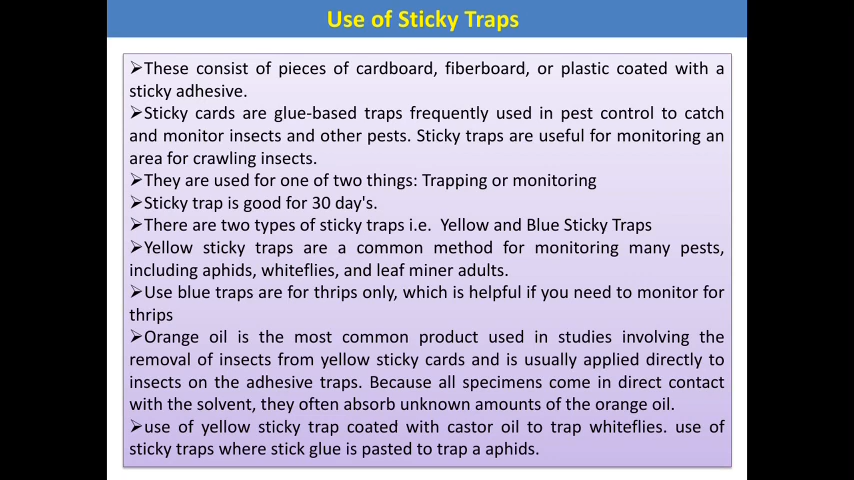 Use of Sticky Traps
➢These consist of pieces of cardboard, fiberboard, or plastic coated with a
sticky adhesive.
➢Sticky cards are glue-based traps frequently used in pest control to catch
and monitor insects and other pests. Sticky traps are useful for monitoring an
area for crawling insects.
➢They are used for one of two things: Trapping or monitoring
➢Sticky trap is good for 30 day's.
➢There are two types of sticky traps i.e.  Yellow and Blue Sticky Traps
➢Yellow sticky traps are a common method for monitoring many pests,
including aphids, whiteflies, and leaf miner adults.
➢Use blue traps are for thrips only, which is helpful if you need to monitor for
thrips
➢Orange oil is the most common product used in studies involving the
removal of insects from yellow sticky cards and is usually applied directly to
insects on the adhesive traps. Because all specimens come in direct contact
with the solvent, they often absorb unknown amounts of the orange oil.
➢use of yellow sticky trap coated with castor oil to trap whiteflies. use of
sticky traps where stick glue is pasted to trap a aphids.